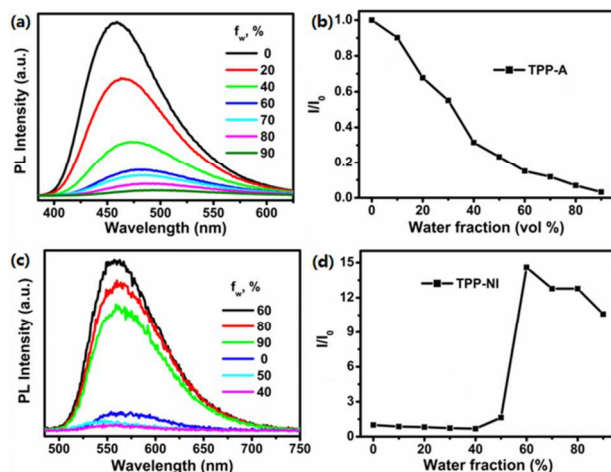 (a)
PL Intensity (a.u.)
f_w, %
0
20
40
60
70
80
90
400 450 500 550 600
Wavelength (nm)
(b)
I/I₀
1.0
0.8
0.6
0.4
0.2
0.0
TPP-A
0 20 40 60 80
Water fraction (vol %)
(c)
PL Intensity (a.u.)
f_w, %
60
80
90
0
50
40
500 550 600 650 700 750
Wavelength (nm)
(d)
I/I₀
15
12
9
6
3
0
TPP-NI
0 20 40 60 80
Water fraction (%)